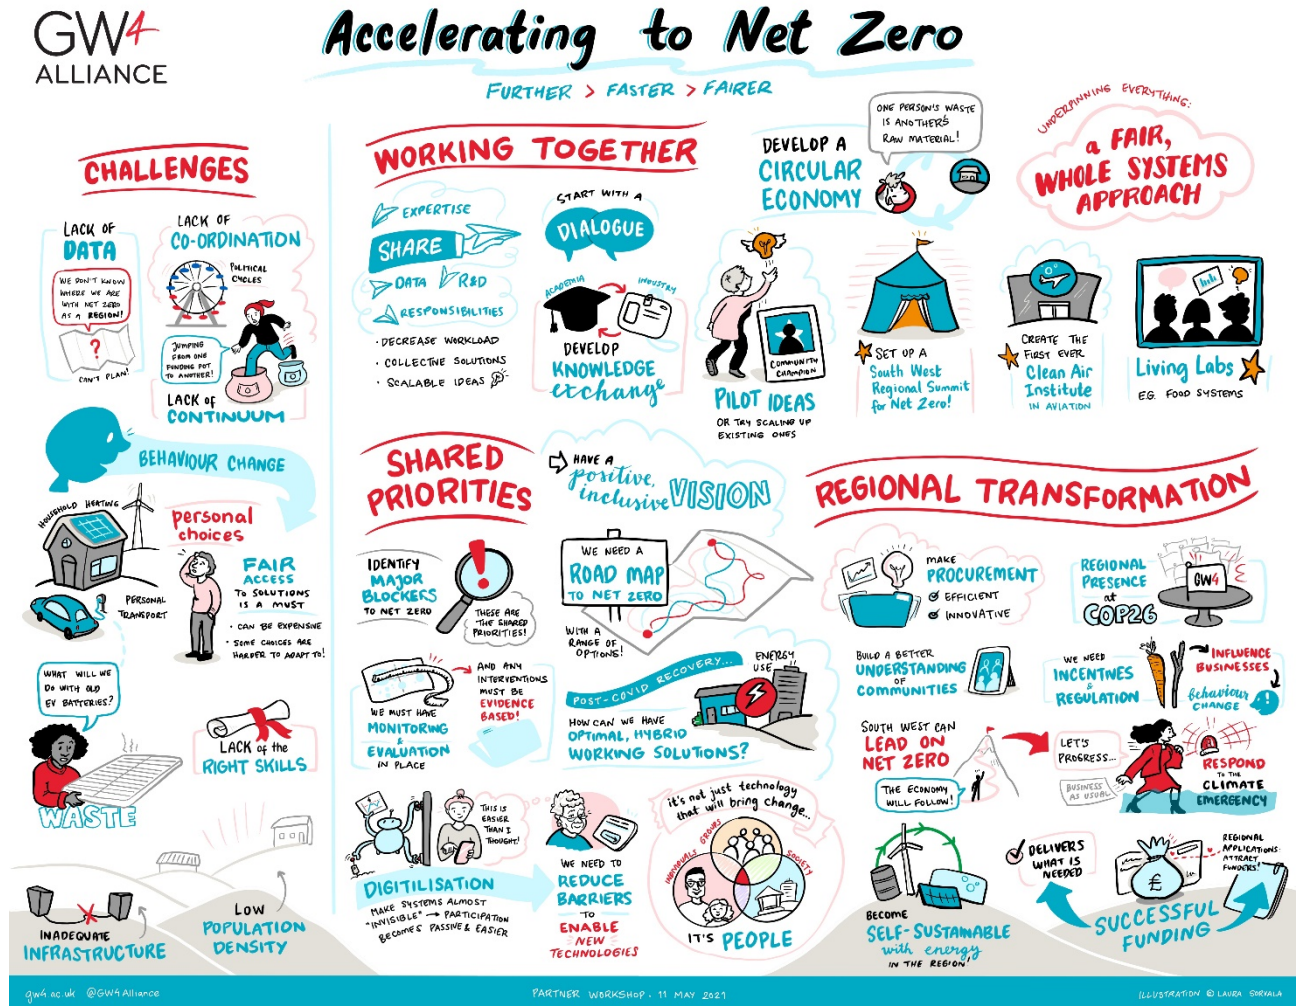 GW4
ALLIANCE
Accelerating to Net Zero
FURTHER > FASTER > FAIRER
CHALLENGES
LACK OF
DATA
WE DON'T KNOW
WHERE WE ARE
WITH NET ZERO
AS A REGION!
?
CAN'T PLAN!
LACK OF
CO-ORDINATION
POLITICAL
CYCLES
JUMPING
FROM ONE
FUNDING POT
TO ANOTHER!
LACK of
CONTINUUM
BEHAVIOUR CHANGE
HOUSEHOLD HEATING
personal
choices
PERSONAL
TRANSPORT
FAIR
ACCESS
TO SOLUTIONS
IS A MUST
• CAN BE EXPENSIVE
• SOME CHOICES ARE
HARDER TO ADAPT TO!
WHAT WILL WE
DO WITH OLD
EV BATTERIES?
WASTE
LACK of the
RIGHT SKILLS
INADEQUATE
INFRASTRUCTURE
LOW
POPULATION
DENSITY
WORKING TOGETHER
EXPERTISE
SHARE
DATA
R&D
RESPONSIBILITIES
• DECREASE WORKLOAD
• COLLECTIVE SOLUTIONS
• SCALABLE IDEAS
START WITH A
DIALOGUE
ACADEMIA
INDUSTRY
DEVELOP
KNOWLEDGE
exchange
DEVELOP A
CIRCULAR
ECONOMY
ONE PERSON'S WASTE
IS ANOTHER'S
RAW MATERIAL!
UNDERPINNING EVERYTHING:
a FAIR,
WHOLE SYSTEMS
APPROACH
COMMUNITY
CHAMPION
PILOT IDEAS
OR TRY SCALING UP
EXISTING ONES
SET UP A
South West
Regional Summit
for Net Zero!
CREATE THE
FIRST EVER
Clean Air
Institute
IN AVIATION
Living Labs
EG. FOOD SYSTEMS
SHARED
PRIORITIES
HAVE A
positive,
inclusive VISION
IDENTIFY
MAJOR
BLOCKERS
TO NET ZERO
!
THESE ARE
THE SHARED
PRIORITIES!
WE NEED A
ROAD MAP
TO NET ZERO
WITH A
RANGE OF
OPTIONS!
WE MUST HAVE
MONITORING
&
EVALUATION
IN PLACE
AND ANY
INTERVENTIONS
MUST BE
EVIDENCE
BASED!
POST-COVID RECOVERY...
ENERGY
USE
HOW CAN WE HAVE
OPTIMAL, HYBRID
WORKING SOLUTIONS?
THIS IS
EASIER
THAN I
THOUGHT!
DIGITILISATION
MAKE SYSTEMS ALMOST
"INVISIBLE" → PARTICIPATION
BECOMES PASSIVE & EASIER
WE NEED TO
REDUCE
BARRIERS
TO
ENABLE
NEW
TECHNOLOGIES
it's not just technology
that will bring change...
INDIVIDUALS
GROUPS
SOCIETY
IT'S PEOPLE
REGIONAL TRANSFORMATION
MAKE
PROCUREMENT
EFFICIENT
INNOVATIVE
REGIONAL
PRESENCE
at
COP26
GW4
BUILD A BETTER
UNDERSTANDING
OF
COMMUNITIES
WE NEED
INCENTIVES
&
REGULATION
INFLUENCE
BUSINESSES
behaviour
CHANGE
SOUTH WEST CAN
LEAD ON
NET ZERO
THE ECONOMY
WILL FOLLOW!
LET'S
PROGRESS...
BUSINESS
AS USUAL
RESPOND
TO THE
CLIMATE
EMERGENCY
BECOME
SELF-SUSTAINABLE
with energy
IN THE REGION!
DELIVERS
WHAT IS
NEEDED
£
REGIONAL
APPLICATIONS
ATTRACT
FUNDERS!
SUCCESSFUL
FUNDING
gw4.ac.uk @GW4Alliance
PARTNER WORKSHOP. 11 MAY 2021
ILLUSTRATION © LAURA SORVALA